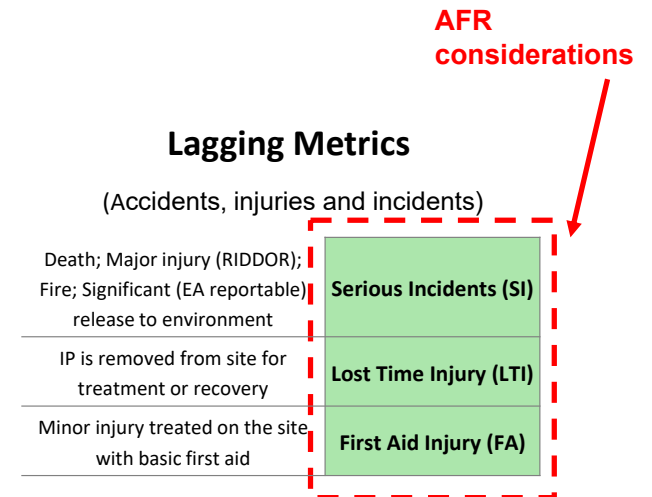 AFR
considerations
Lagging Metrics
(Accidents, injuries and incidents)
Death; Major injury (RIDDOR);
Fire; Significant (EA reportable)
release to environment
Serious Incidents (SI)
IP is removed from site for
treatment or recovery
Lost Time Injury (LTI)
Minor injury treated on the site
with basic first aid
First Aid Injury (FA)